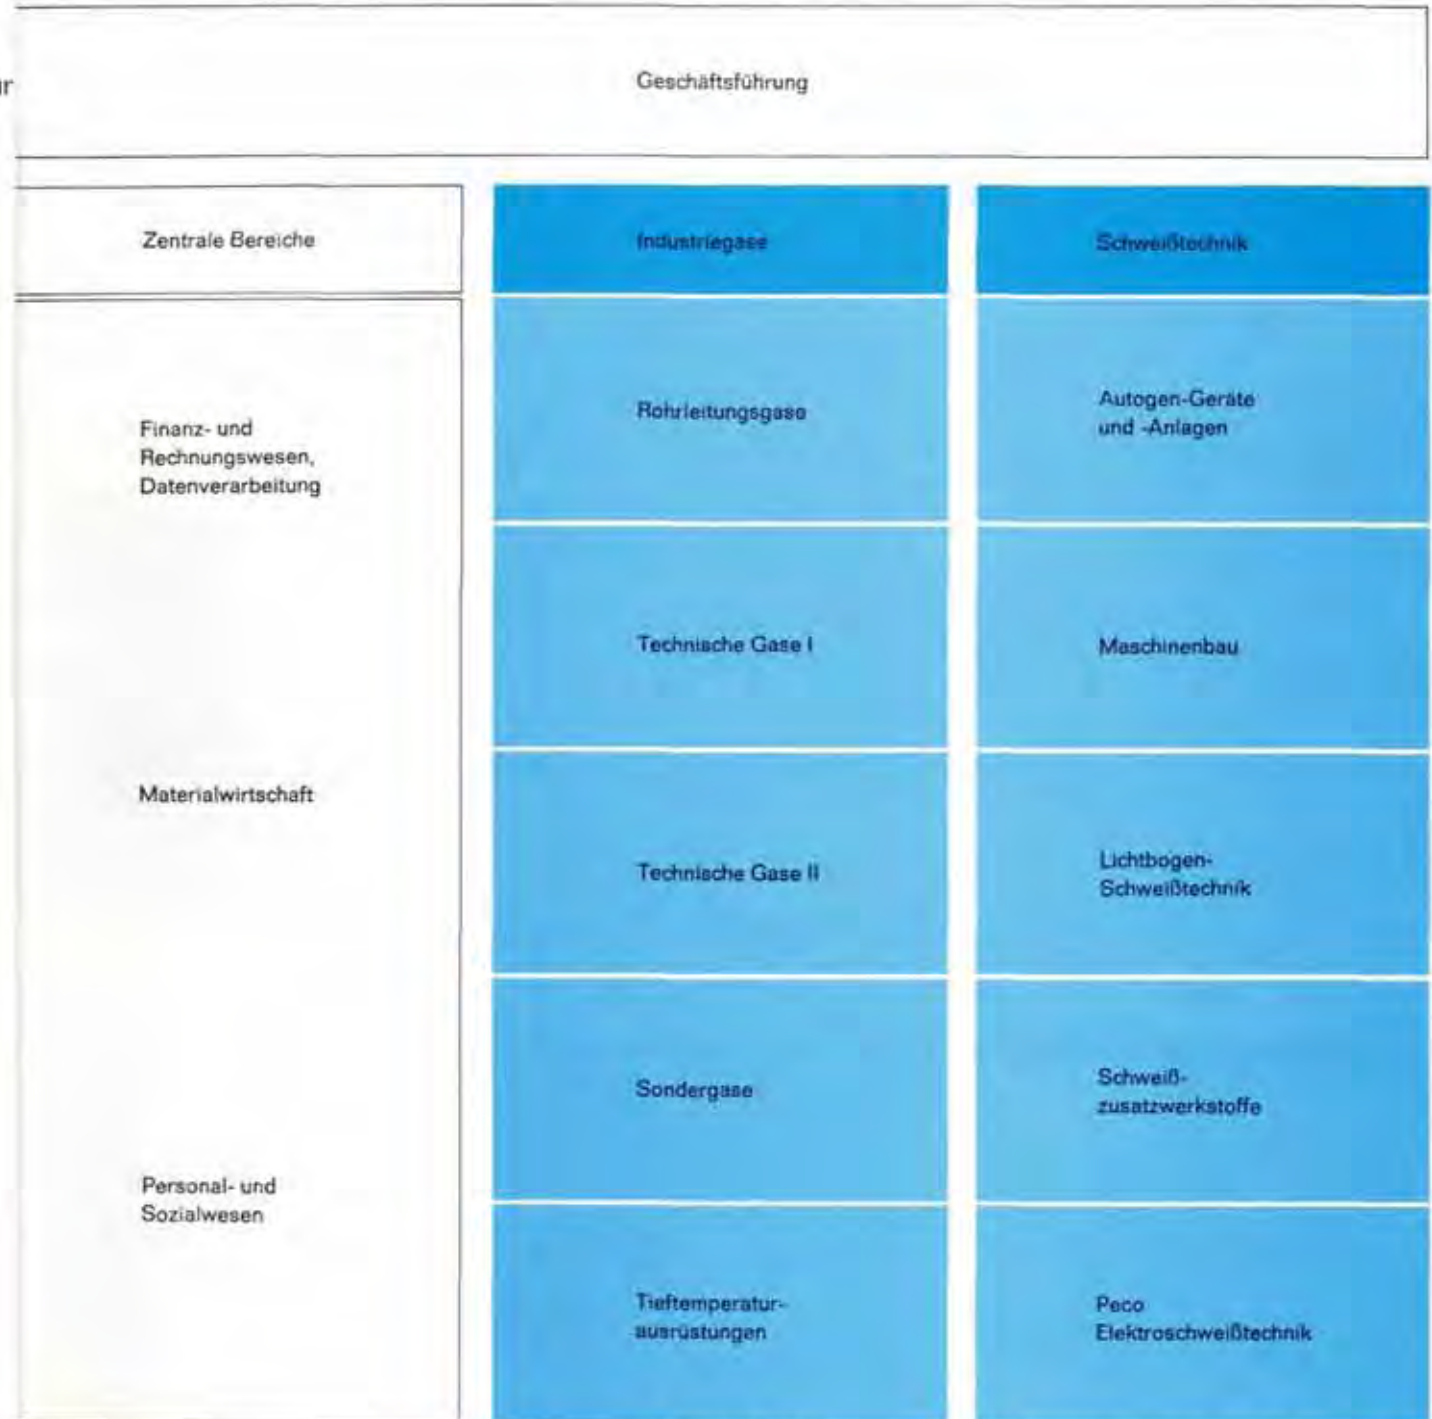 Geschäftsführung
Zentrale Bereiche
Finanz- und
Rechnungswesen,
Datenverarbeitung
Materialwirtschaft
Personal- und
Sozialwesen
Industriegase
Rohrleitungsgase
Technische Gase I
Technische Gase II
Sondergase
Tieftemperatur-
ausrüstungen
Schweißtechnik
Autogen-Geräte
und -Anlagen
Maschinenbau
Lichtbogen-
Schweißtechnik
Schweiß-
zusatzwerkstoffe
Peco
Elektroschweißtechnik